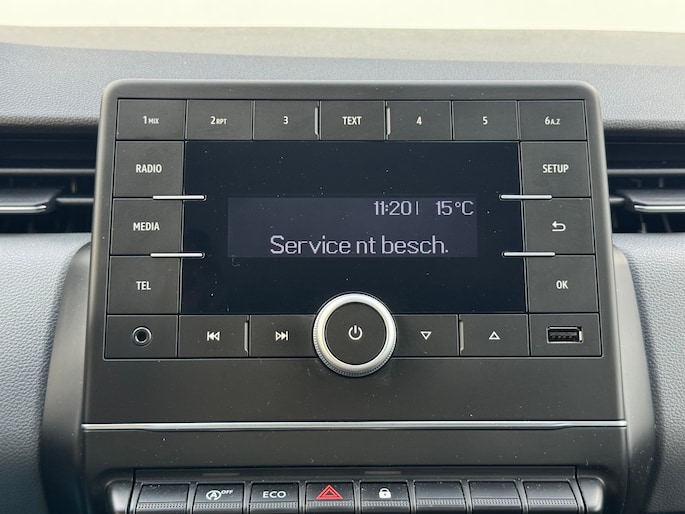 1 MIX 2 RPT 3 TEXT 4 5 6 A.Z
RADIO SETUP
11:20 15°C
MEDIA
Service nt besch.
TEL OK
OFF ECO